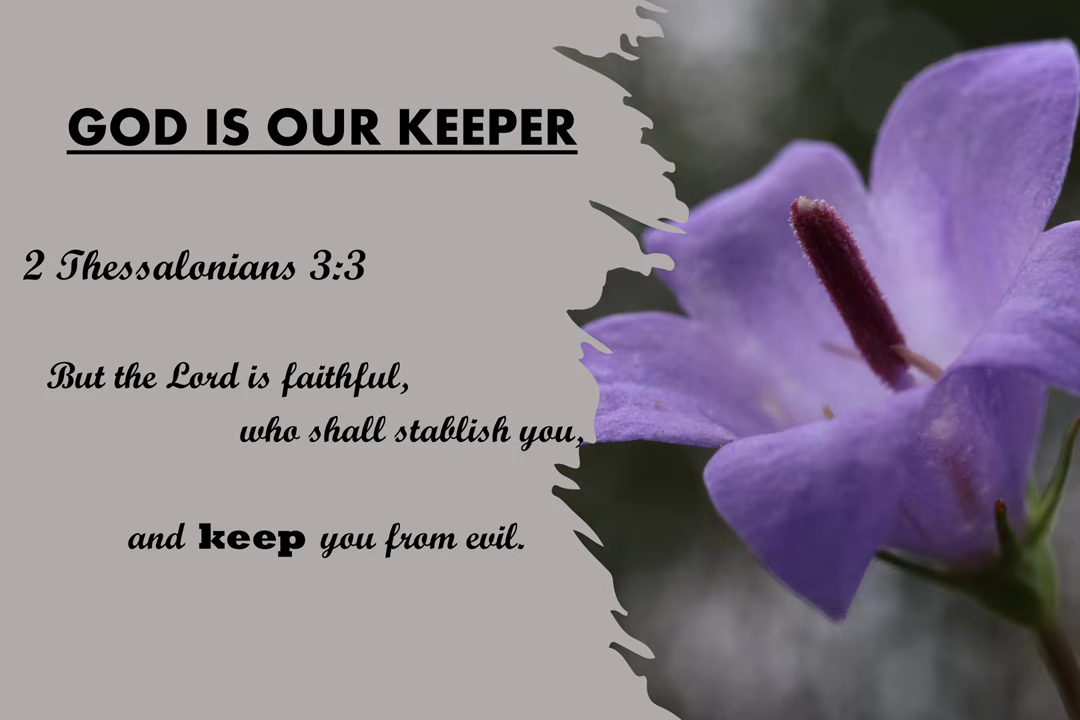 GOD IS OUR KEEPER
2 Thessalonians 3:3
But the Lord is faithful,
who shall stablish you,
and keep you from evil.